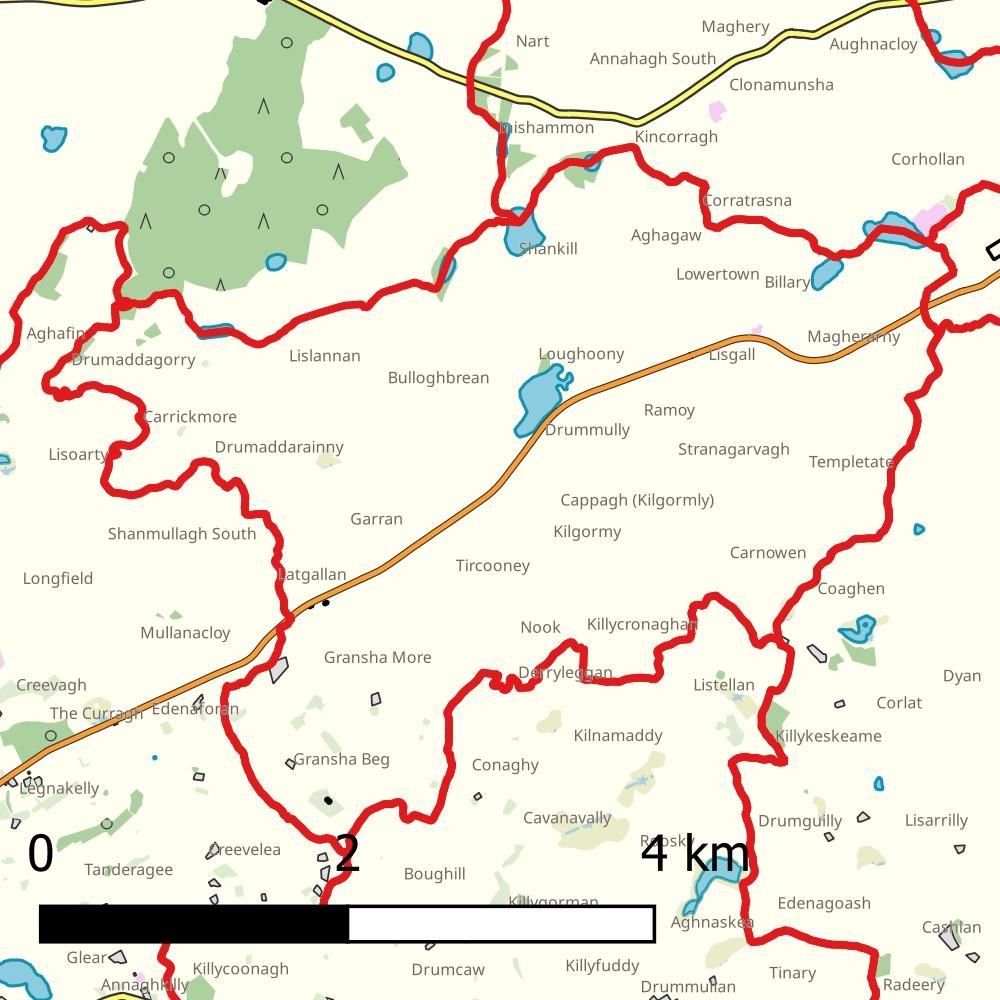 Maghery
Nart
Aughnacloy
Annahagh South
Clonamunsha
Inishammon
Kincorragh
Corhollan
Corratrasna
Aghagaw
Shankill
Lowertown
Billary
Aghafin
Magherarny
Lislannan
Loughoony
Lisgall
Drumaddagorry
Bulloghbrean
Ramoy
Carrickmore
Drummully
Drumaddarainny
Stranagarvagh
Lisoarty
Templetate
Cappagh (Kilgormly)
Garran
Shanmullagh South
Kilgormy
Carnowen
Tircooney
Latgallan
Longfield
Coaghen
Nook
Killycronaghan
Mullanacloy
Gransha More
Derryleggan
Dyan
Creevagh
Listellan
Corlat
The Curragh
Edenaforan
Kilnamaddy
Killykeskeame
Gransha Beg
Conaghy
Legnakelly
Cavanavally
Drumguilly
Lisarrilly
Roosky
Creevelea
0 2 4 km
Tanderagee
Boughill
Killygorman
Edenagoash
Aghnaskea
Cashlan
Glear
Killyfuddy
Killycoonagh
Drumcaw
Tinary
Annaghkilly
Drummullan
Radeery